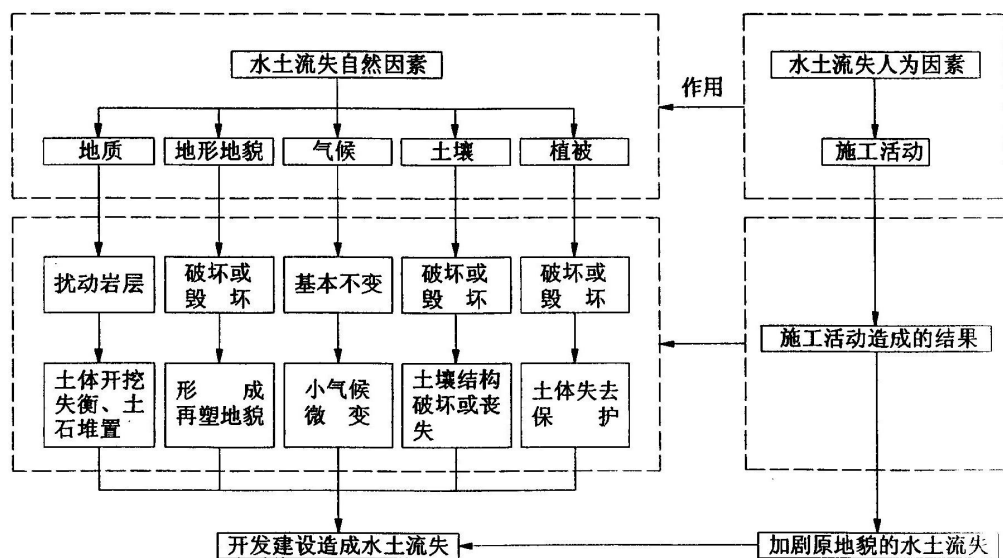 水土流失自然因素
水土流失人为因素
作用
地质
地形地貌
气候
土壤
植被
施工活动
扰动岩层
破坏或
毁坏
基本不变
破坏或
毁坏
破坏或
毁坏
施工活动造成的结果
土体开挖
失衡、土
石堆置
形成
再塑地貌
小气候
微变
土壤结构
破坏或丧
失
土体失去
保护
开发建设造成水土流失
加剧原地貌的水土流失